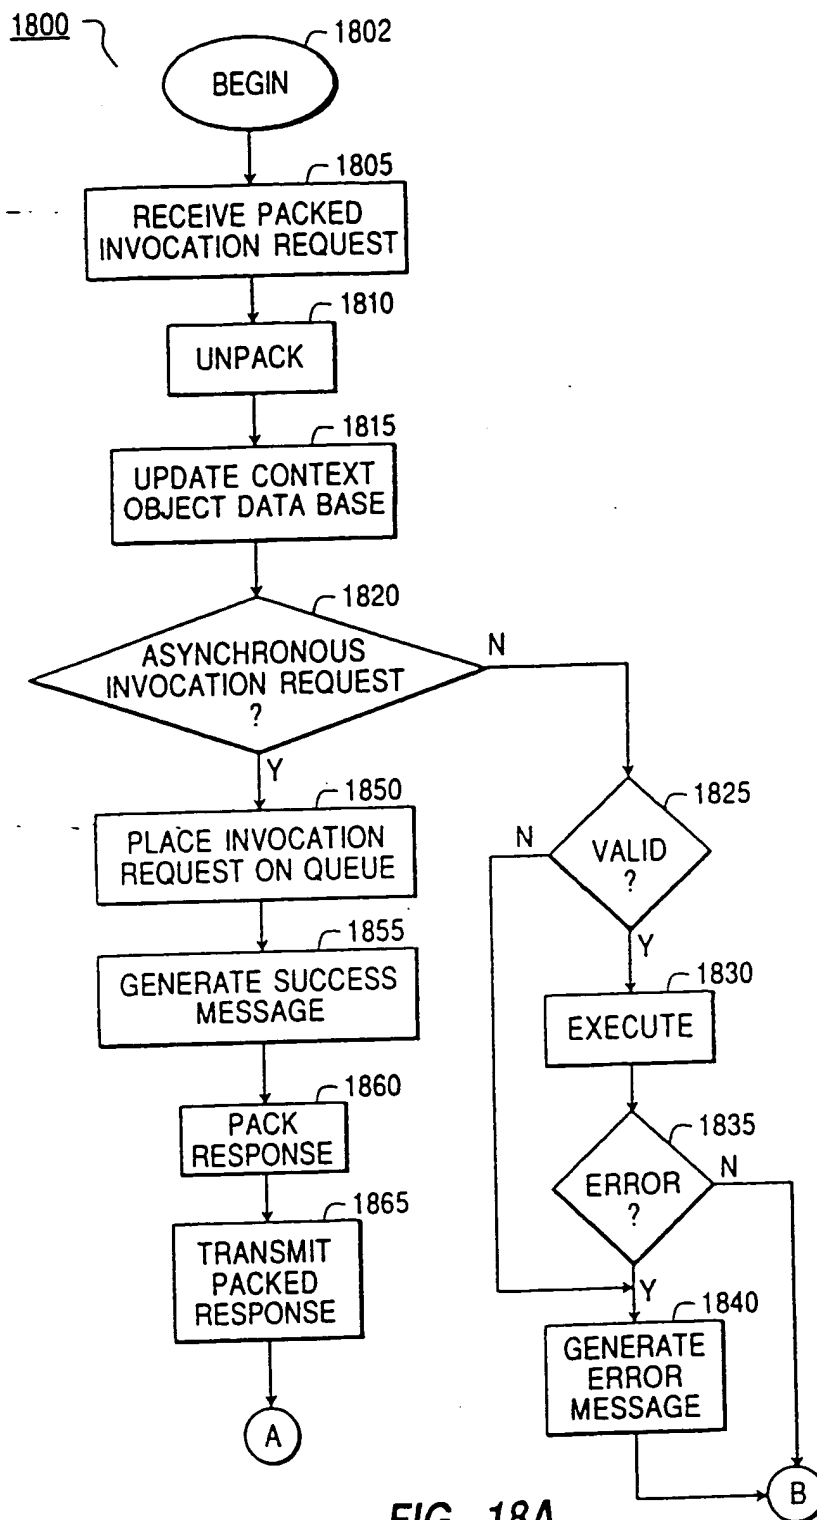 1800
1802
BEGIN
1805
RECEIVE PACKED
INVOCATION REQUEST
1810
UNPACK
1815
UPDATE CONTEXT
OBJECT DATA BASE
1820
ASYNCHRONOUS
INVOCATION REQUEST
?
N
Y
1850
PLACE INVOCATION
REQUEST ON QUEUE
1855
GENERATE SUCCESS
MESSAGE
1860
PACK
RESPONSE
1865
TRANSMIT
PACKED
RESPONSE
A
1825
VALID
?
N
Y
1830
EXECUTE
1835
ERROR
?
N
Y
1840
GENERATE
ERROR
MESSAGE
B
FIG. 18A